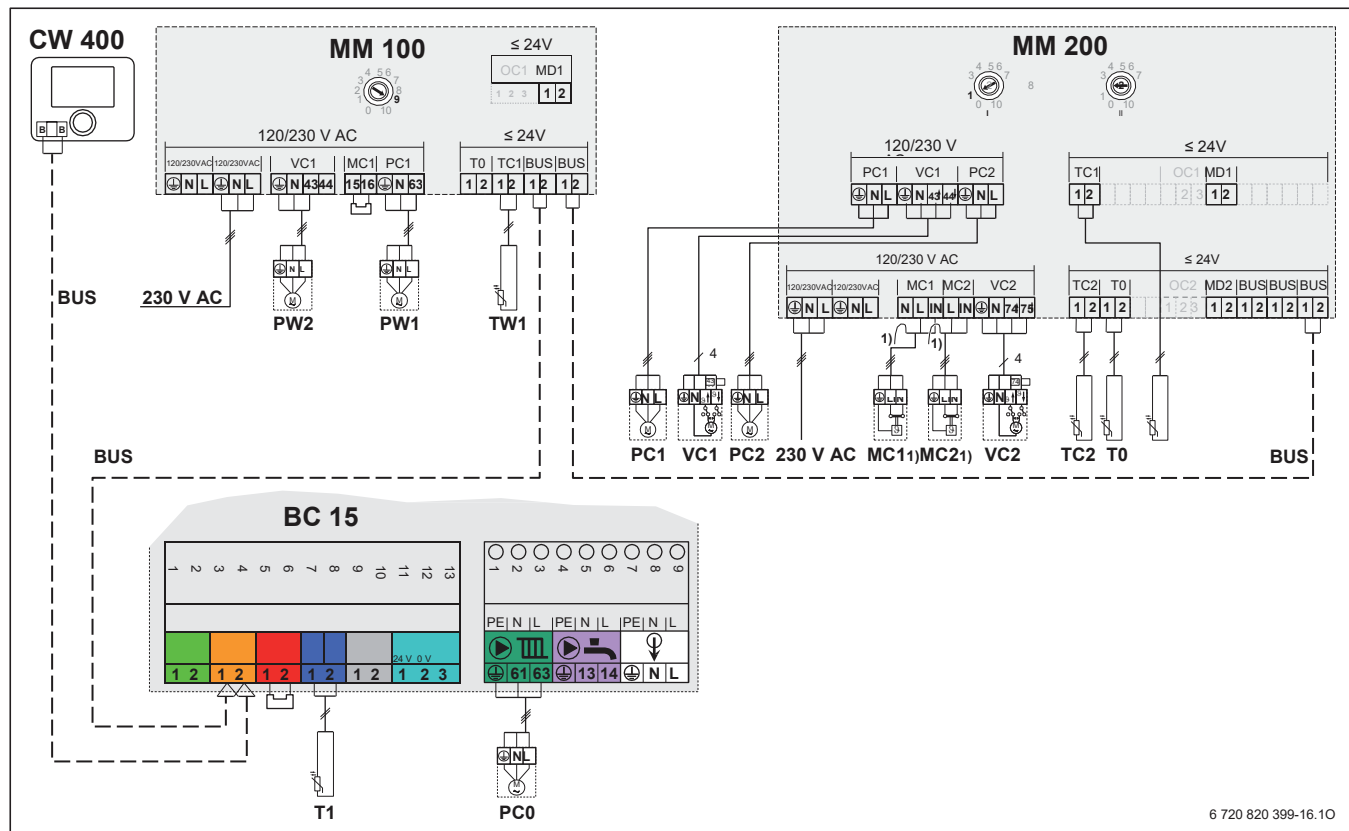 CW 400
B B
MM 100
≤ 24V
OC1 MD1
1 2 3 1 2
4 5 6
3 7
2 8
1 9
0 10
120/230 V AC
≤ 24V
120/230VAC 120/230VAC VC1 MC1 PC1
N L N L N 43 44 15 16 N 63
T0 TC1 BUS BUS
1 2 1 2 1 2 1 2
BUS
230 V AC
N L
M
PW2
N L
M
PW1
TW1
MM 200
4 5 6
3 7
1
0 10
I
8
4 5 6
3 7
2
0 10
II
120/230 V
PC1 VC1 PC2
N L N 43 44 N L
≤ 24V
TC1 OC1 MD1
1 2 2 3 1 2
120/230 V AC
120/230VAC 120/230VAC MC1 MC2 VC2
N L N L N L IN L IN N 74 75
≤ 24V
TC2 T0 OC2 MD2 BUS BUS BUS
1 2 1 2 1 2 3 1 2 1 2 1 2 1 2
1) 1)
4 4
PC1 VC1 PC2 230 V AC MC11) MC21) VC2 TC2 T0 BUS
BUS
BC 15
1 2 3 4 5 6 7 8 9 10 11 12 13
24 V 0 V
1 2 1 2 1 2 1 2 1 2 1 2 3
1 2 3 4 5 6 7 8 9
PE N L PE N L PE N L
61 63 13 14 N L
N L
M
T1
PC0
6 720 820 399-16.1O